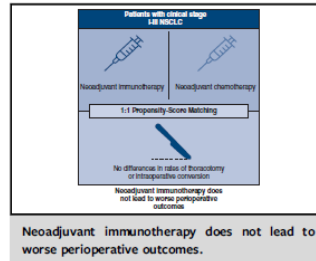 Patients with clinical stage
I-III NSCLC
Neoadjuvant immunotherapy
Neoadjuvant chemotherapy
1:1 Propensity-Score Matching
No differences in rates of thoracotomy
or intraoperative conversion
Neoadjuvant immunotherapy does
not lead to worse perioperative
outcomes
Neoadjuvant immunotherapy does not lead to
worse perioperative outcomes.